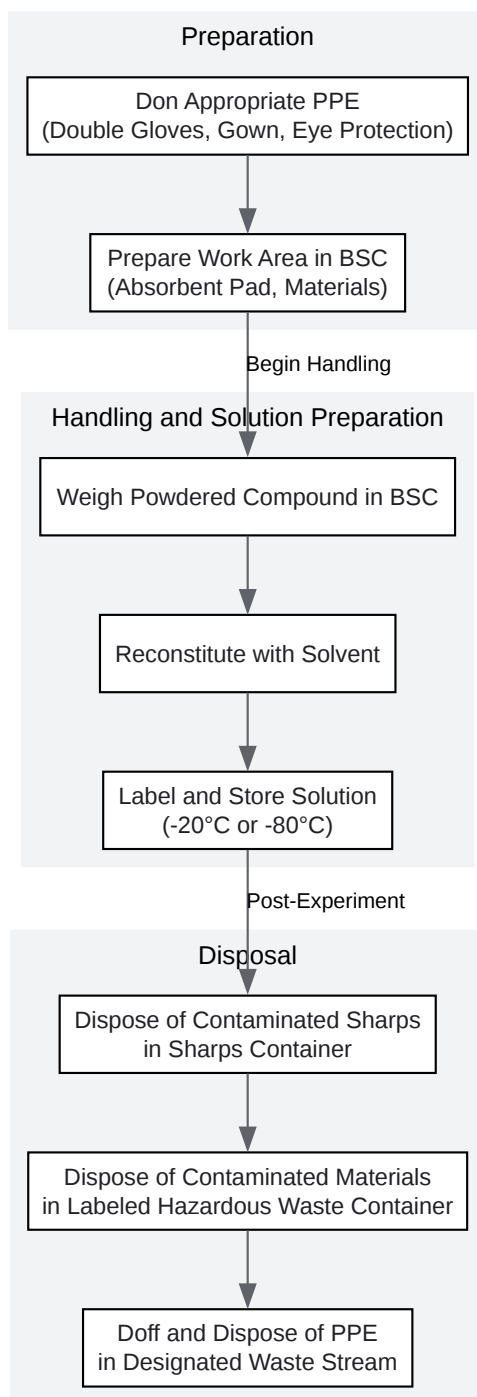 Preparation
Don Appropriate PPE
(Double Gloves, Gown, Eye Protection)
Prepare Work Area in BSC
(Absorbent Pad, Materials)
Begin Handling
Handling and Solution Preparation
Weigh Powdered Compound in BSC
Reconstitute with Solvent
Label and Store Solution
(-20°C or -80°C)
Post-Experiment
Disposal
Dispose of Contaminated Sharps
in Sharps Container
Dispose of Contaminated Materials
in Labeled Hazardous Waste Container
Doff and Dispose of PPE
in Designated Waste Stream